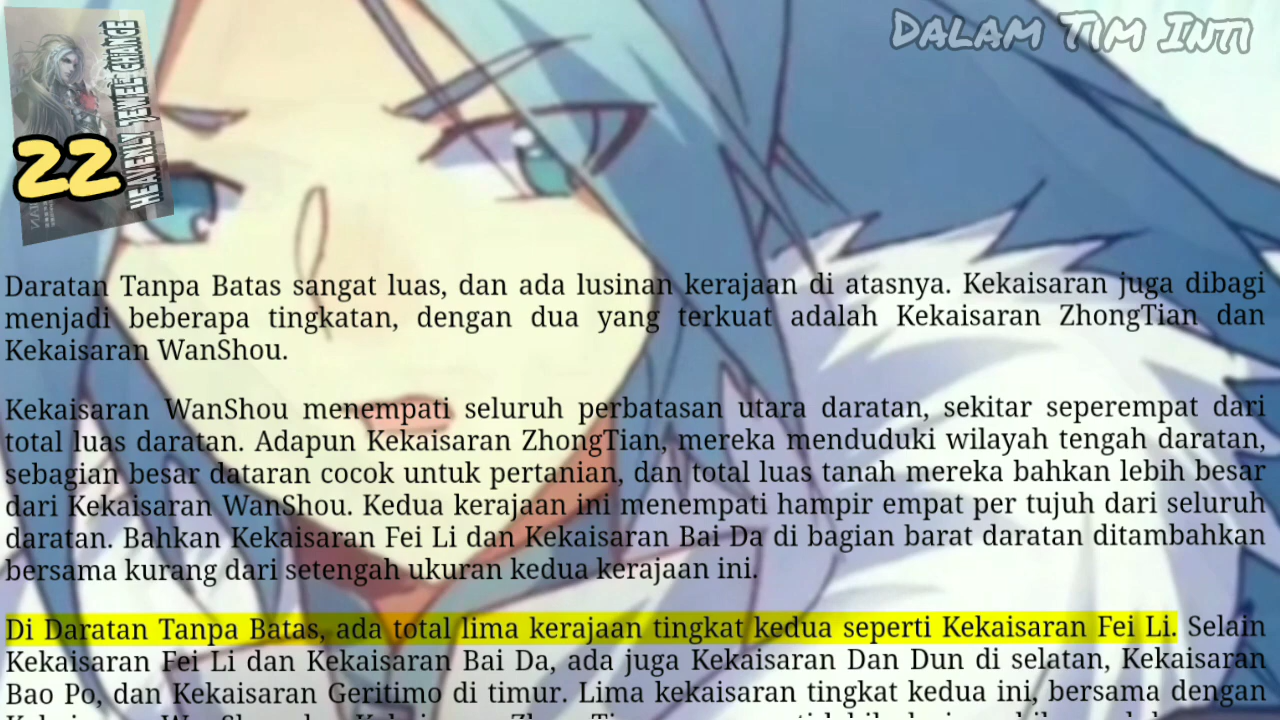 Dalam Tim Inti
HEAVENLY JEWEL CHANGE
22
Daratan Tanpa Batas sangat luas, dan ada lusinan kerajaan di atasnya. Kekaisaran juga dibagi
menjadi beberapa tingkatan, dengan dua yang terkuat adalah Kekaisaran ZhongTian dan
Kekaisaran WanShou.
Kekaisaran WanShou menempati seluruh perbatasan utara daratan, sekitar seperempat dari
total luas daratan. Adapun Kekaisaran ZhongTian, mereka menduduki wilayah tengah daratan,
sebagian besar dataran cocok untuk pertanian, dan total luas tanah mereka bahkan lebih besar
dari Kekaisaran WanShou. Kedua kerajaan ini menempati hampir empat per tujuh dari seluruh
daratan. Bahkan Kekaisaran Fei Li dan Kekaisaran Bai Da di bagian barat daratan ditambahkan
bersama kurang dari setengah ukuran kedua kerajaan ini.
Di Daratan Tanpa Batas, ada total lima kerajaan tingkat kedua seperti Kekaisaran Fei Li. Selain
Kekaisaran Fei Li dan Kekaisaran Bai Da, ada juga Kekaisaran Dan Dun di selatan, Kekaisaran
Bao Po, dan Kekaisaran Geritimo di timur. Lima kekaisaran tingkat kedua ini, bersama dengan